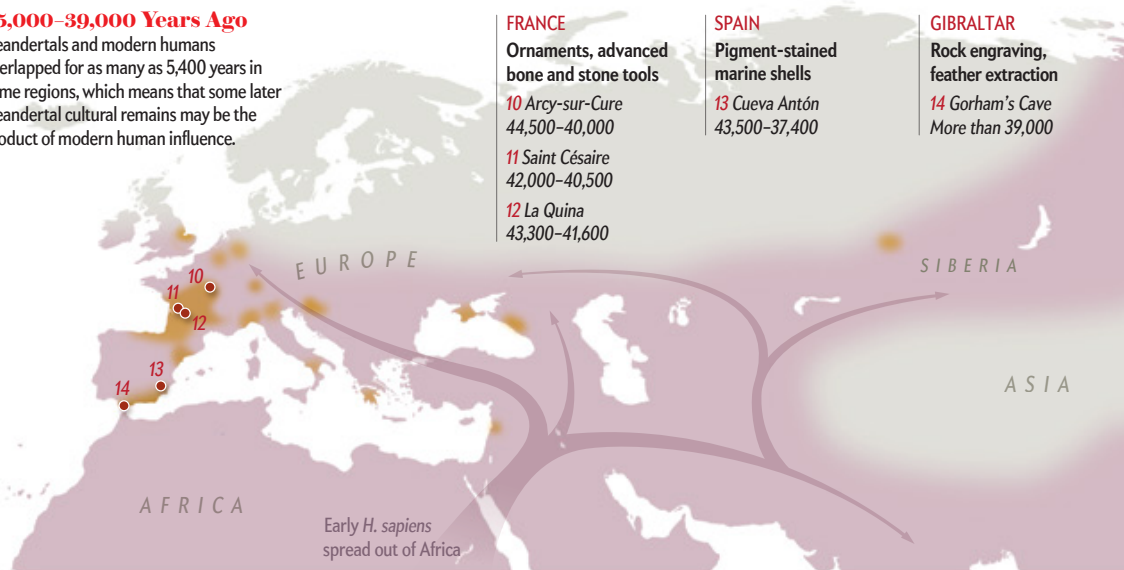 5,000–39,000 Years Ago
eandertals and modern humans
erlapped for as many as 5,400 years in
me regions, which means that some later
eandertal cultural remains may be the
oduct of modern human influence.
FRANCE
Ornaments, advanced
bone and stone tools
10 Arcy-sur-Cure
44,500–40,000
11 Saint Césaire
42,000–40,500
12 La Quina
43,300–41,600
SPAIN
Pigment-stained
marine shells
13 Cueva Antón
43,500–37,400
GIBRALTAR
Rock engraving,
feather extraction
14 Gorham's Cave
More than 39,000
EUROPE
SIBERIA
ASIA
AFRICA
10
11
12
13
14
Early H. sapiens
spread out of Africa